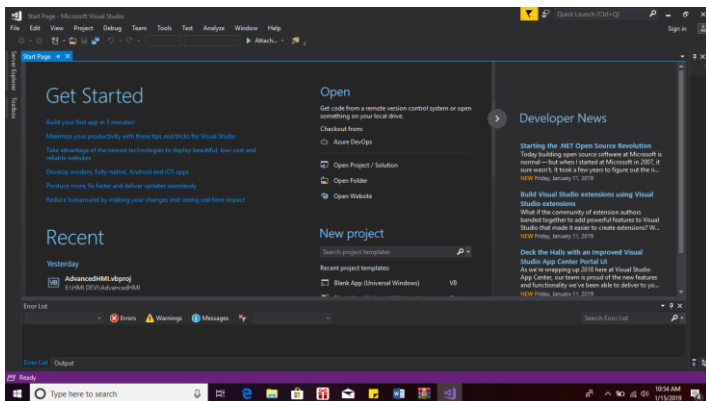 Start Page - Microsoft Visual Studio
Quick Launch (Ctrl+Q)
File Edit View Project Debug Team Tools Test Analyze Window Help
Sign in
Attach...
Server Explorer
Toolbox
Start Page
Get Started
Build your first app in 5 minutes!
Maximize your productivity with these tips and tricks for Visual Studio
Take advantage of the newest technologies to deploy beautiful, low-cost and
reliable websites
Develop modern, fully-native, Android and iOS apps
Produce more, fix faster and deliver updates seamlessly
Reduce turnaround by making your changes and seeing real time impact
Recent
Yesterday
VB
AdvancedHMI.vbproj
E:\HMI DEV\AdvancedHMI
Open
Get code from a remote version control system or open
something on your local drive.
Checkout from:
Azure DevOps
Open Project / Solution
Open Folder
Open Website
New project
Search project templates
Recent project templates:
Blank App (Universal Windows) VB
Developer News
Starting the .NET Open Source Revolution
Today building open source software at Microsoft is
normal — but when I started at Microsoft in 2007, it
sure wasn't. It took a few years to figure out the ri...
NEW Friday, January 11, 2019
Build Visual Studio extensions using Visual
Studio extensions
What if the community of extension authors
banded together to add powerful features to Visual
Studio that made it easier to create extensions? W...
NEW Friday, January 11, 2019
Deck the Halls with an Improved Visual
Studio App Center Portal UI
As we're wrapping up 2018 here at Visual Studio
App Center, our team is proud of the new features
and functionality we've been able to deliver to yo...
NEW Friday, January 11, 2019
Error List
Errors Warnings Messages
Search Error List
Error List Output
Ready
Type here to search
10:54 AM
1/15/2019